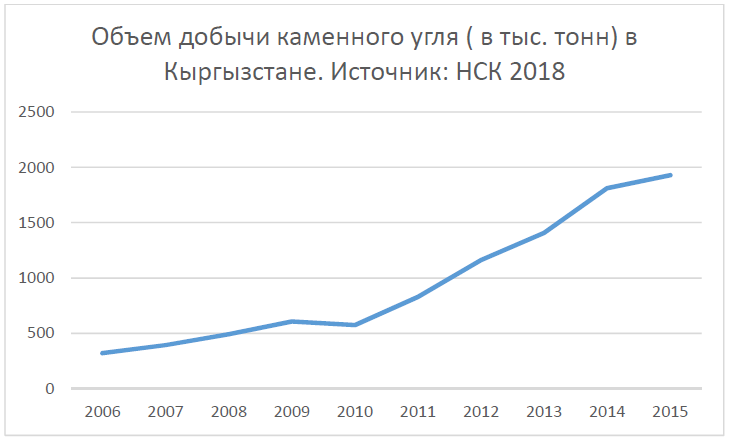 Объем добычи каменного угля ( в тыс. тонн) в
Кыргызстане. Источник: НСК 2018
2500
2000
1500
1000
500
0
2006 2007 2008 2009 2010 2011 2012 2013 2014 2015